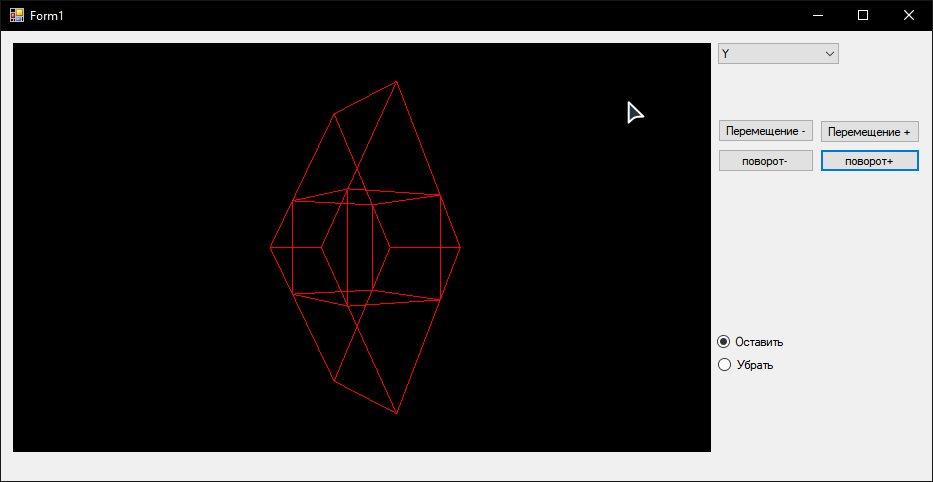 Form1
Y
Перемещение -
Перемещение +
поворот-
поворот+
Оставить
Убрать